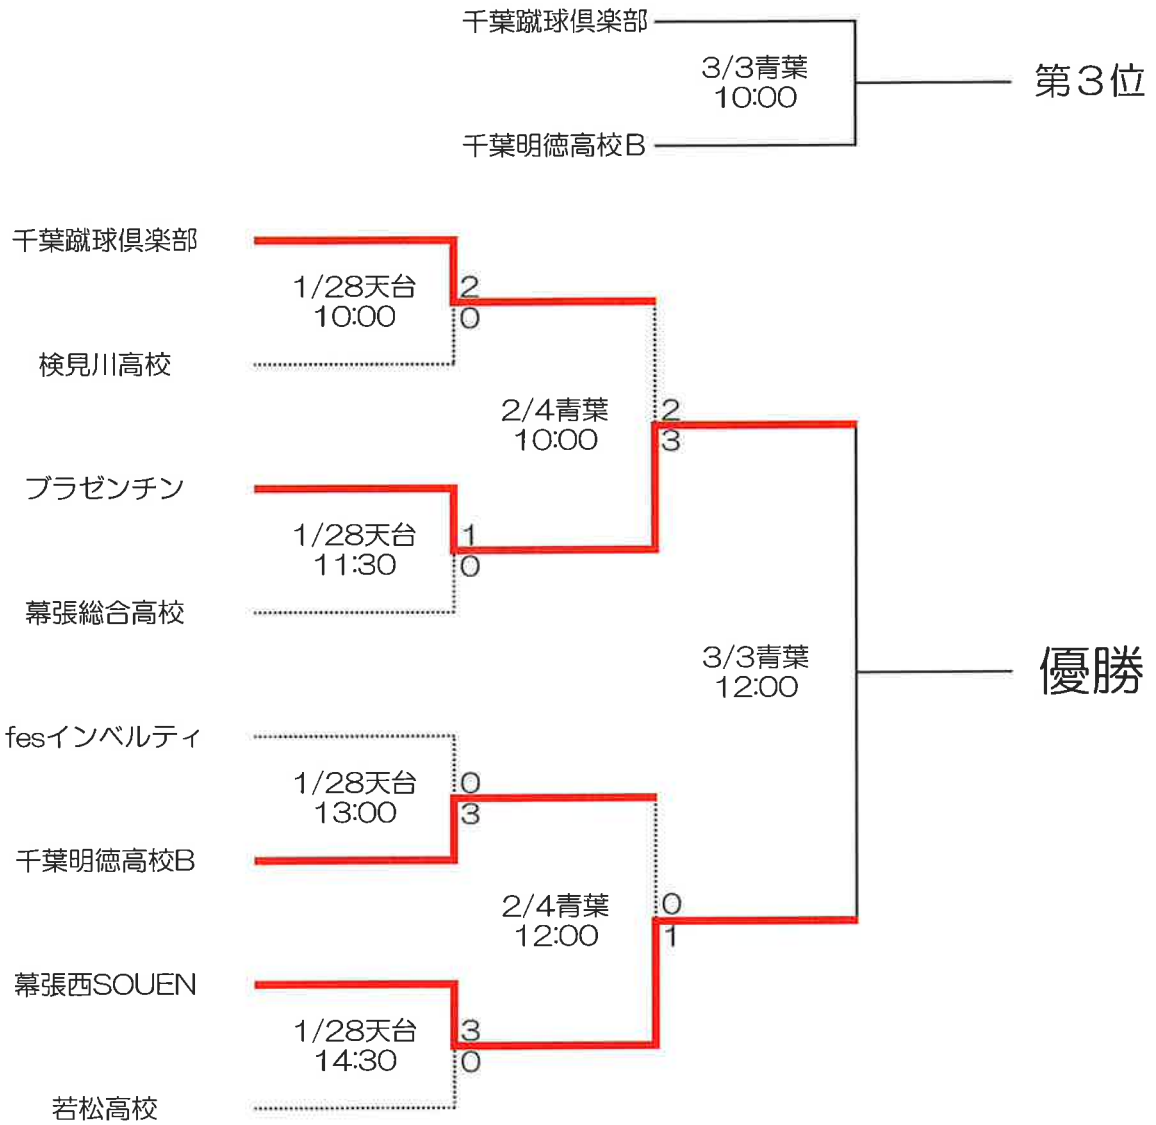 千葉蹴球倶楽部
3/3青葉
10:00
第3位
千葉明徳高校B
千葉蹴球倶楽部
1/28天台
10:00
2
0
検見川高校
2/4青葉
10:00
2
3
ブラゼンチン
1/28天台
11:30
1
0
幕張総合高校
3/3青葉
12:00
優勝
fesインベルティ
1/28天台
13:00
0
3
千葉明徳高校B
2/4青葉
12:00
0
1
幕張西SOUEN
1/28天台
14:30
3
0
若松高校